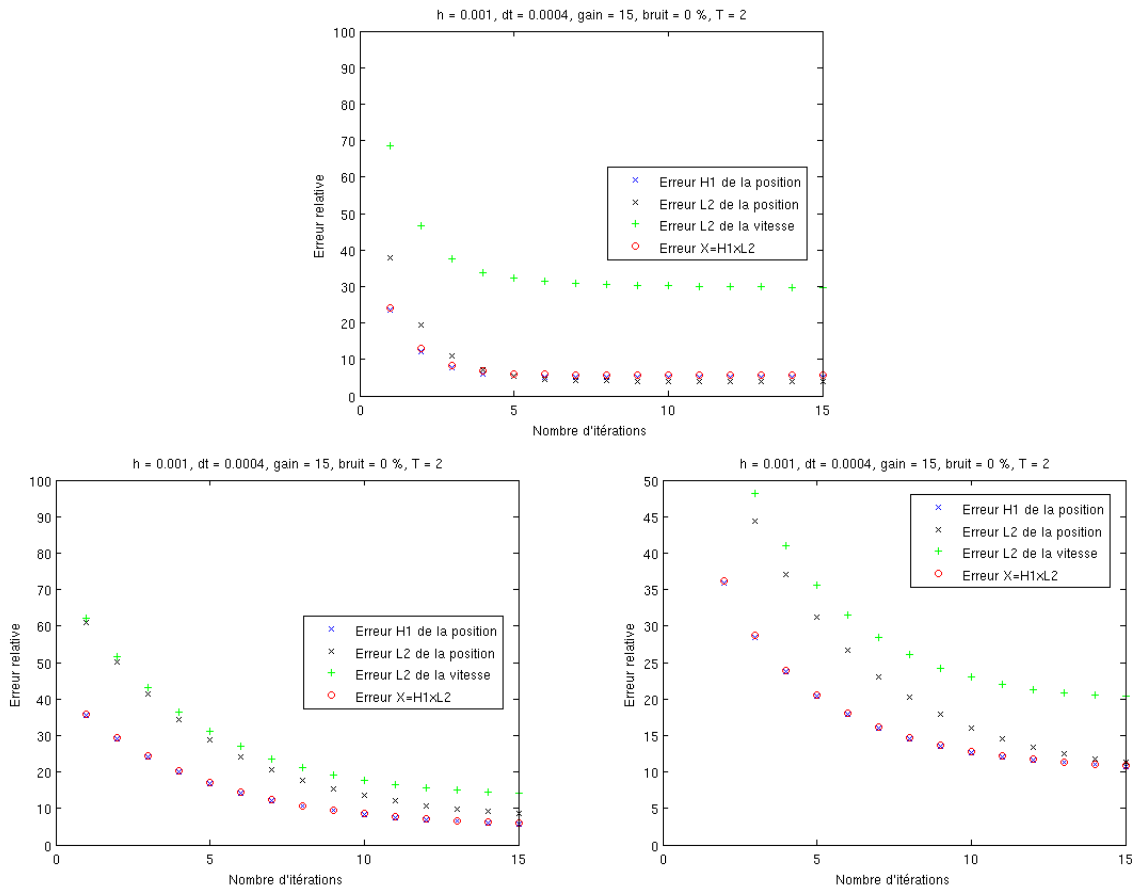 h = 0.001, dt = 0.0004, gain = 15, bruit = 0 %, T = 2
100
90
80
70
60
50
40
30
20
10
0
Erreur relative
Erreur H1 de la position
Erreur L2 de la position
Erreur L2 de la vitesse
Erreur X=H1xL2
0 5 10 15
Nombre d'itérations
h = 0.001, dt = 0.0004, gain = 15, bruit = 0 %, T = 2
100
90
80
70
60
50
40
30
20
10
0
Erreur relative
Erreur H1 de la position
Erreur L2 de la position
Erreur L2 de la vitesse
Erreur X=H1xL2
0 5 10 15
Nombre d'itérations
h = 0.001, dt = 0.0004, gain = 15, bruit = 0 %, T = 2
50
45
40
35
30
25
20
15
10
5
0
Erreur relative
Erreur H1 de la position
Erreur L2 de la position
Erreur L2 de la vitesse
Erreur X=H1xL2
0 5 10 15
Nombre d'itérations